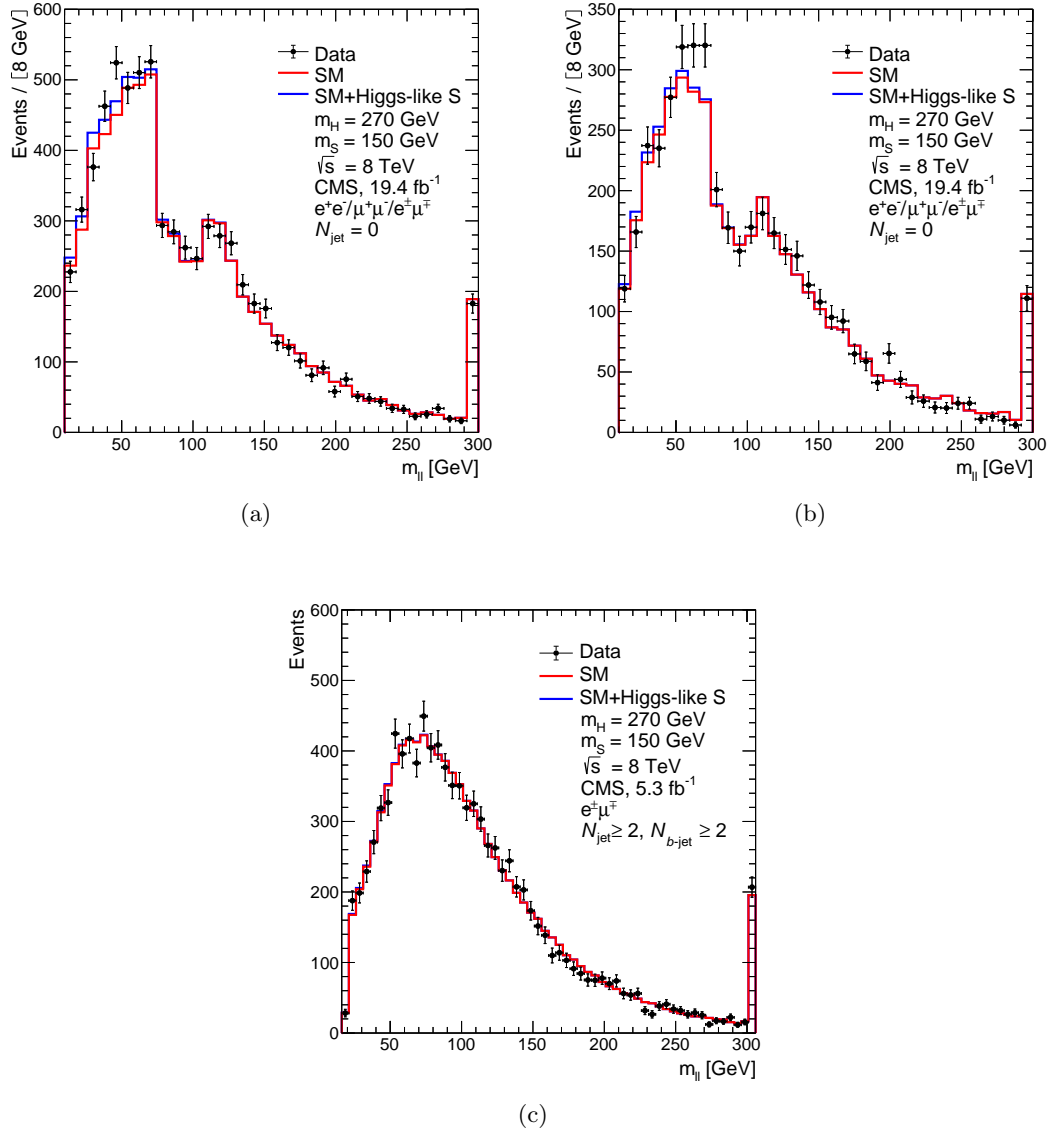 Events / [8 GeV]
600
500
400
300
200
100
0
Data
SM
SM+Higgs-like S
m_H = 270 GeV
m_S = 150 GeV
√s = 8 TeV
CMS, 19.4 fb⁻¹
e⁺e⁻/μ⁺μ⁻/e±μ∓
N_jet = 0
50 100 150 200 250 300
m_ll [GeV]
(a)
Events / [8 GeV]
350
300
250
200
150
100
50
0
Data
SM
SM+Higgs-like S
m_H = 270 GeV
m_S = 150 GeV
√s = 8 TeV
CMS, 19.4 fb⁻¹
e⁺e⁻/μ⁺μ⁻/e±μ∓
N_jet = 0
50 100 150 200 250 300
m_ll [GeV]
(b)
Events
600
500
400
300
200
100
0
Data
SM
SM+Higgs-like S
m_H = 270 GeV
m_S = 150 GeV
√s = 8 TeV
CMS, 5.3 fb⁻¹
e±μ∓
N_jet ≥ 2, N_b-jet ≥ 2
50 100 150 200 250 300
m_ll [GeV]
(c)